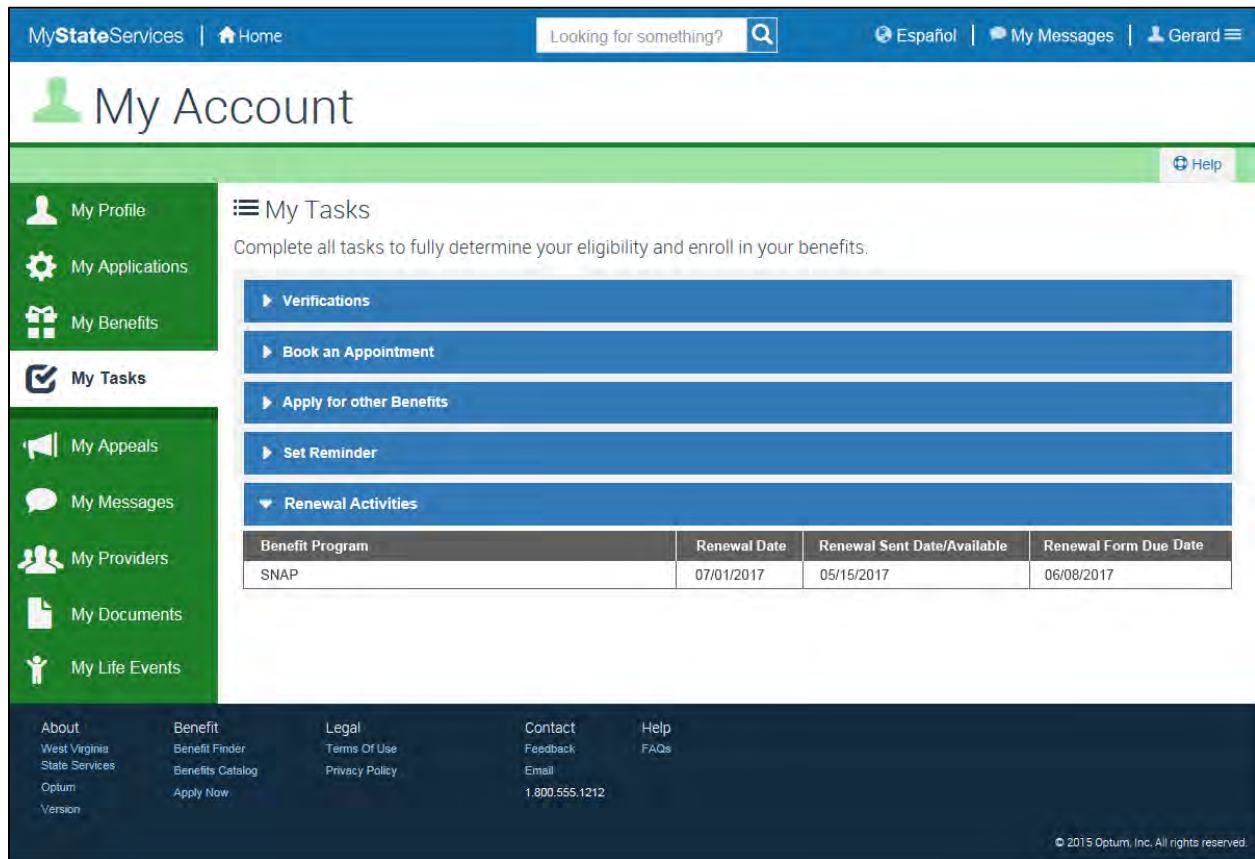 MyStateServices | Home Looking for something? Español | My Messages | Gerard
My Account
Help
My Profile
My Applications
My Benefits
My Tasks
My Appeals
My Messages
My Providers
My Documents
My Life Events
My Tasks
Complete all tasks to fully determine your eligibility and enroll in your benefits.
Verifications
Book an Appointment
Apply for other Benefits
Set Reminder
Renewal Activities
Benefit Program Renewal Date Renewal Sent Date/Available Renewal Form Due Date
SNAP 07/01/2017 05/15/2017 06/08/2017
About
West Virginia
State Services
Optum
Version
Benefit
Benefit Finder
Benefits Catalog
Apply Now
Legal
Terms Of Use
Privacy Policy
Contact
Feedback
Email
1.800.555.1212
Help
FAQs
© 2015 Optum, Inc. All rights reserved.